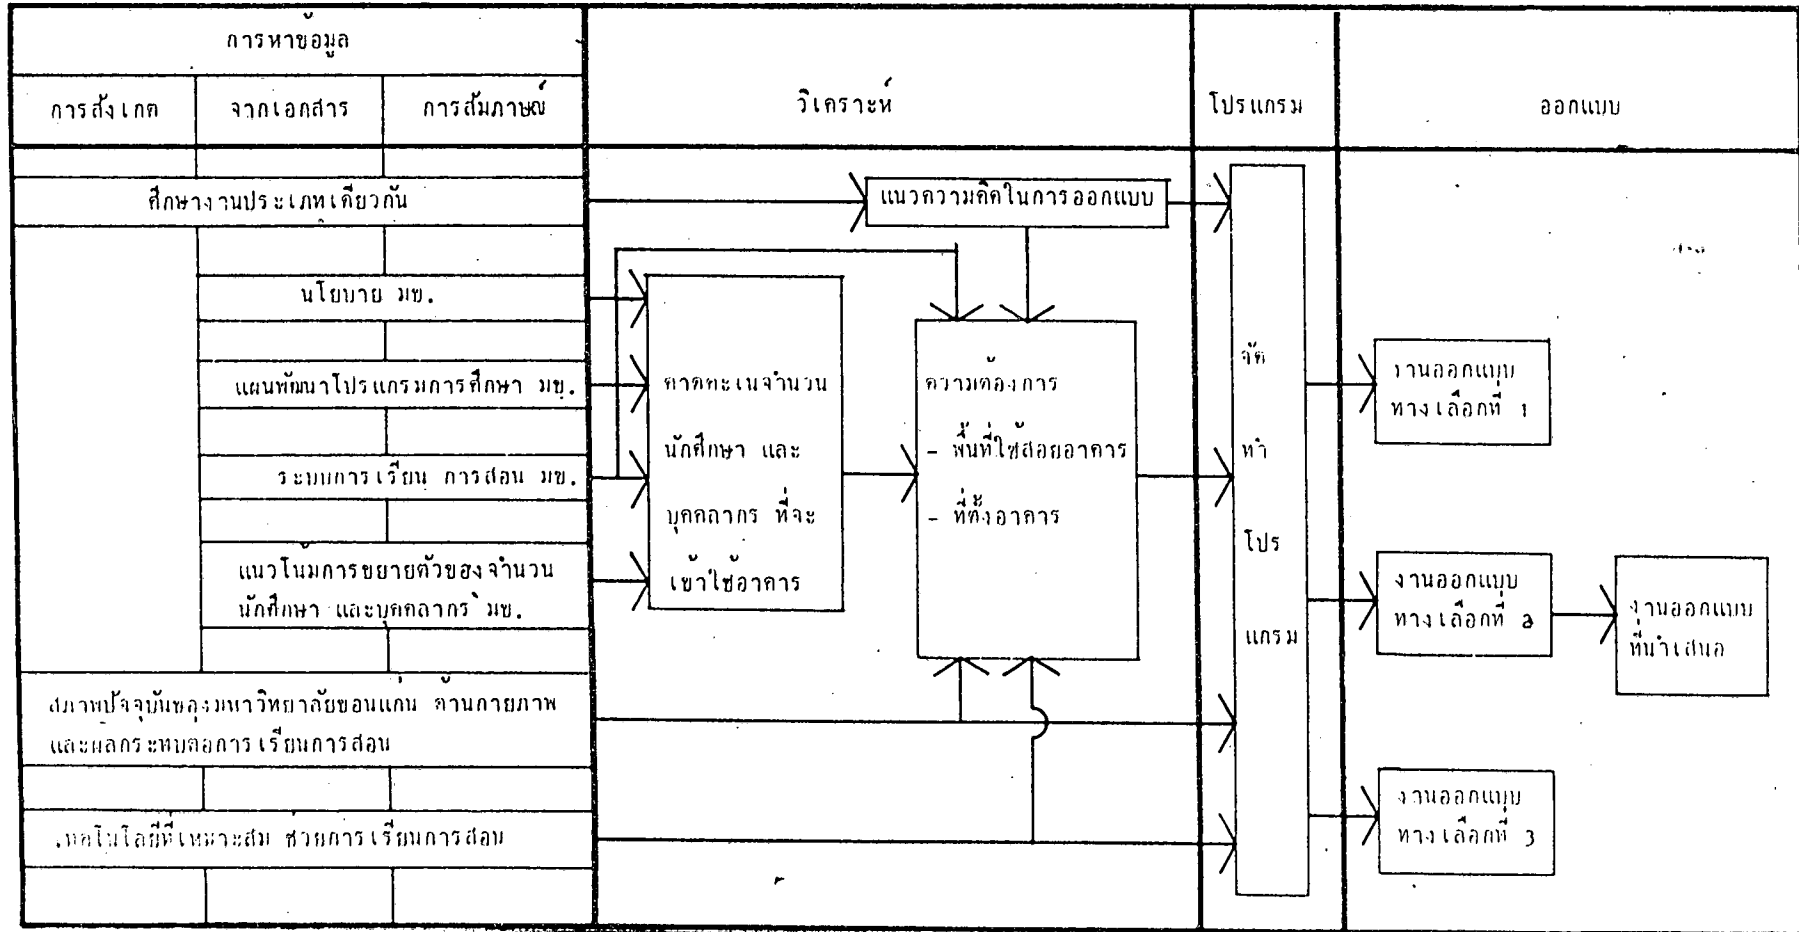 การหาข้อมูล
การสังเกต
จากเอกสาร
การสัมภาษณ์
วิเคราะห์
โปรแกรม
ออกแบบ
ศึกษางานประเภทเดียวกัน
นโยบาย มข.
แผนพัฒนาโปรแกรมการศึกษา มข.
ระบบการเรียน การสอน มข.
แนวโน้มการขยายตัวของจำนวน
นักศึกษา และบุคคลากร มข.
สภาพปัจจุบันของมหาวิทยาลัยขอนแก่น ด้านกายภาพ
และผลกระทบต่อการเรียนการสอน
เทคโนโลยีที่เหมาะสม ช่วยการเรียนการสอน
แนวความคิดในการออกแบบ
คาดคะเนจำนวน
นักศึกษา และ
บุคคลากร ที่จะ
เข้าใช้อาคาร
ความต้องการ
- พื้นที่ใช้สอยอาคาร
- ที่ตั้งอาคาร
จัด
ทำ
โปร
แกรม
งานออกแบบ
ทางเลือกที่ 1
งานออกแบบ
ทางเลือกที่ 2
งานออกแบบ
ที่นำเสนอ
งานออกแบบ
ทางเลือกที่ 3